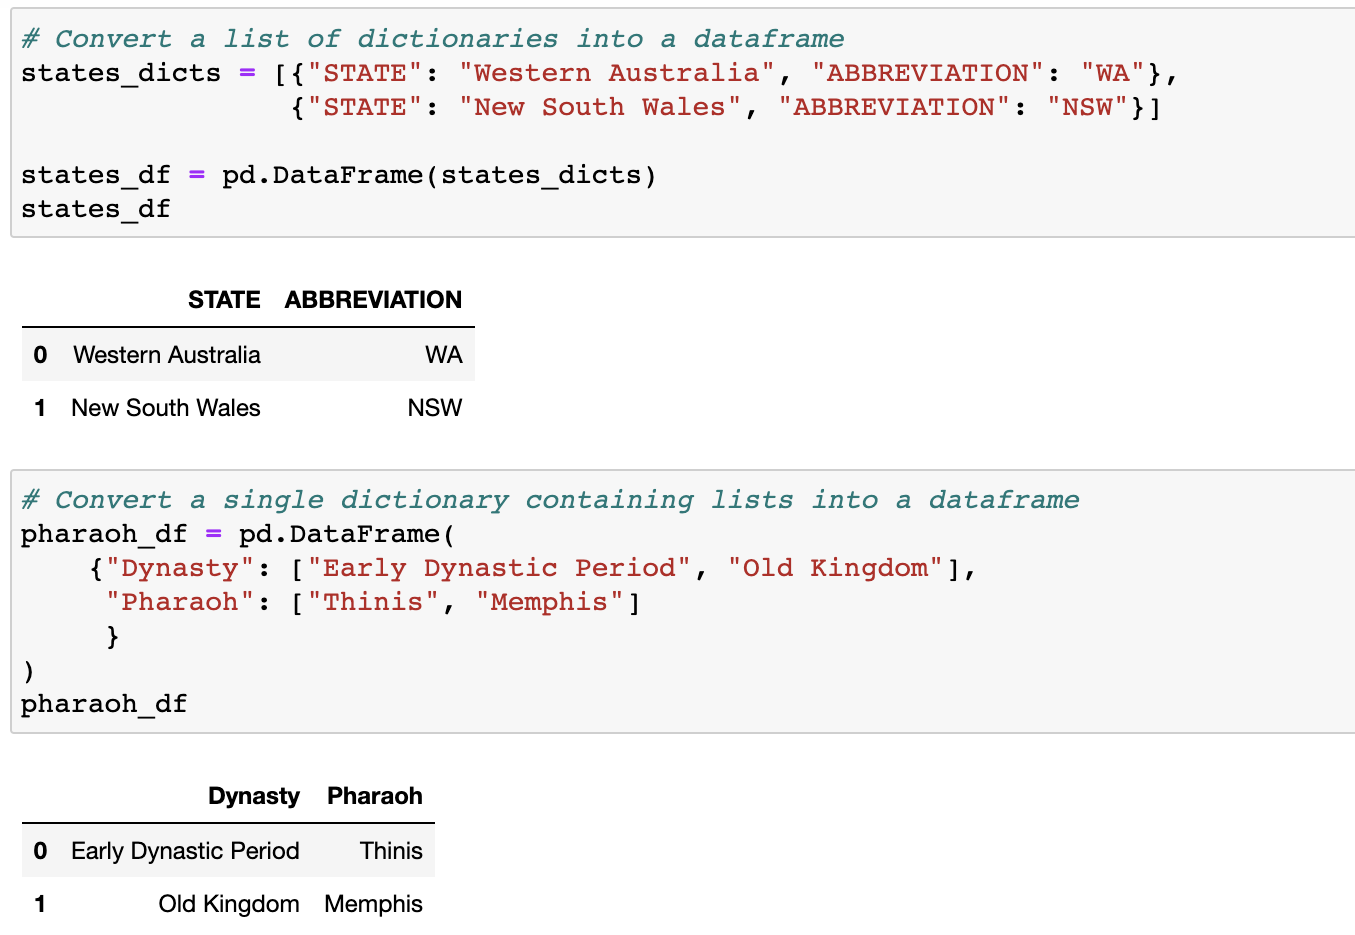 # Convert a list of dictionaries into a dataframe
states_dicts = [{"STATE": "Western Australia", "ABBREVIATION": "WA"},
                {"STATE": "New South Wales", "ABBREVIATION": "NSW"}]
states_df = pd.DataFrame(states_dicts)
states_df
STATE ABBREVIATION
0 Western Australia WA
1 New South Wales NSW
# Convert a single dictionary containing lists into a dataframe
pharaoh_df = pd.DataFrame(
    {"Dynasty": ["Early Dynastic Period", "Old Kingdom"],
     "Pharaoh": ["Thinis", "Memphis"]
     }
)
pharaoh_df
Dynasty Pharaoh
0 Early Dynastic Period Thinis
1 Old Kingdom Memphis